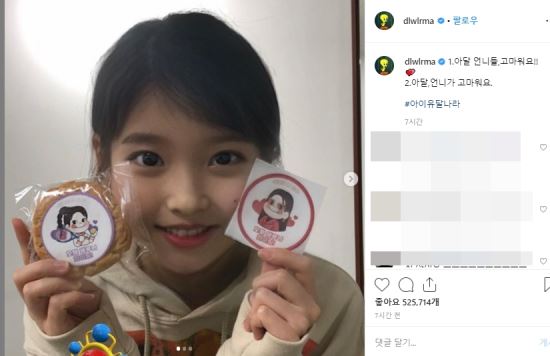 dlwlrma • 팔로우
dlwlrma 1.아달 언니들,고마워요!!
2.아달,언니가 고마워요.
#아이유달나라
7시간
좋아요 525,714개
7시간 전
댓글 달기...